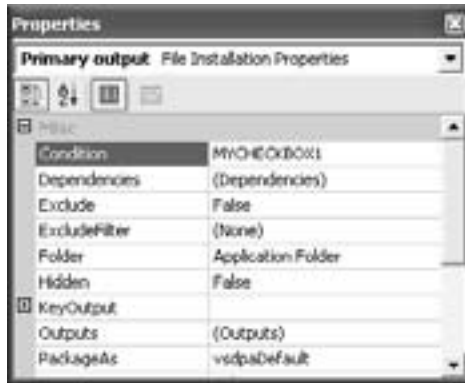 Properties
Primary output File Installation Properties
Misc
Condition MYCHECKBOX1
Dependencies (Dependencies)
Exclude False
ExcludeFilter (None)
Folder Application Folder
Hidden False
KeyOutput
Outputs (Outputs)
PackageAs vsdpaDefault